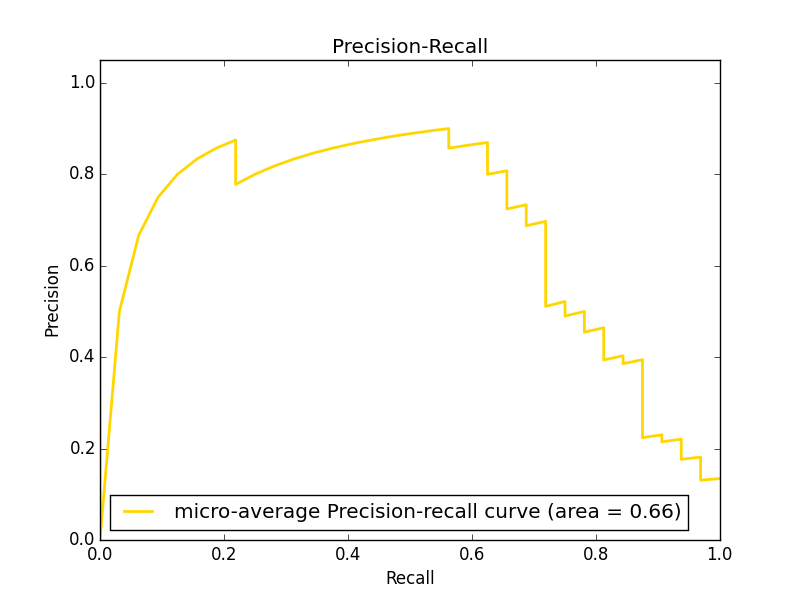 Precision-Recall
1.0
0.8
0.6
0.4
0.2
0.0
Precision
micro-average Precision-recall curve (area = 0.66)
0.0 0.2 0.4 0.6 0.8 1.0
Recall